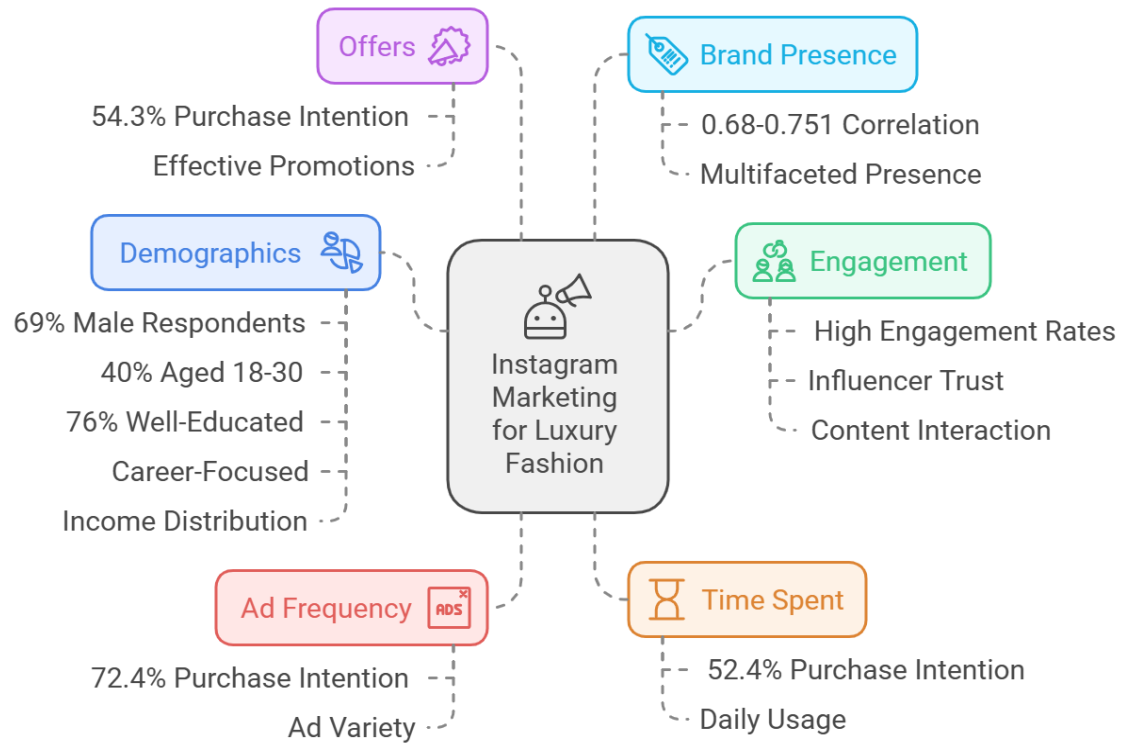 Offers
54.3% Purchase Intention
Effective Promotions
Brand Presence
0.68-0.751 Correlation
Multifaceted Presence
Demographics
69% Male Respondents
40% Aged 18-30
76% Well-Educated
Career-Focused
Income Distribution
Instagram
Marketing
for Luxury
Fashion
Engagement
High Engagement Rates
Influencer Trust
Content Interaction
Ad Frequency
ADS
72.4% Purchase Intention
Ad Variety
Time Spent
52.4% Purchase Intention
Daily Usage